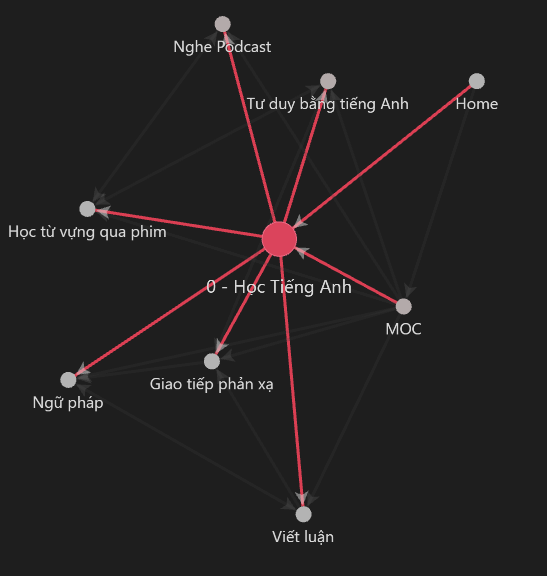 Nghe Podcast
Tư duy bằng tiếng Anh
Home
Học từ vựng qua phim
0 - Học Tiếng Anh
MOC
Giao tiếp phản xạ
Ngữ pháp
Viết luận